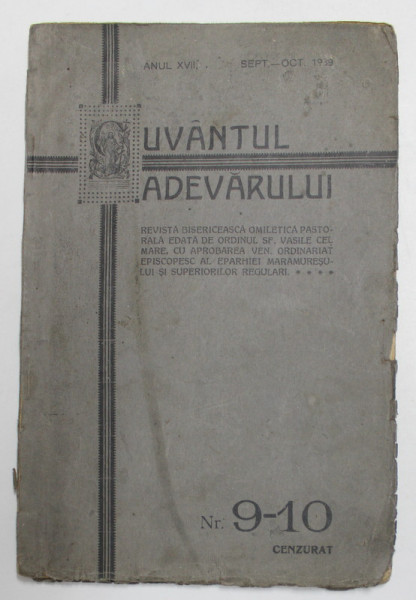 ANUL XVII. SEPT.—OCT. 1939
CUVÂNTUL
ADEVĂRULUI
REVISTA BISERICEASCĂ OMILETICĂ PASTO-
RALĂ EDATĂ DE ORDINUL SF. VASILE CEL
MARE, CU APROBAREA VEN. ORDINARIAT
EPISCOPESC AL EPARHIEI MARAMUREȘU-
LUI ȘI SUPERIORILOR REGULARI.
Nr. 9-10
CENZURAT